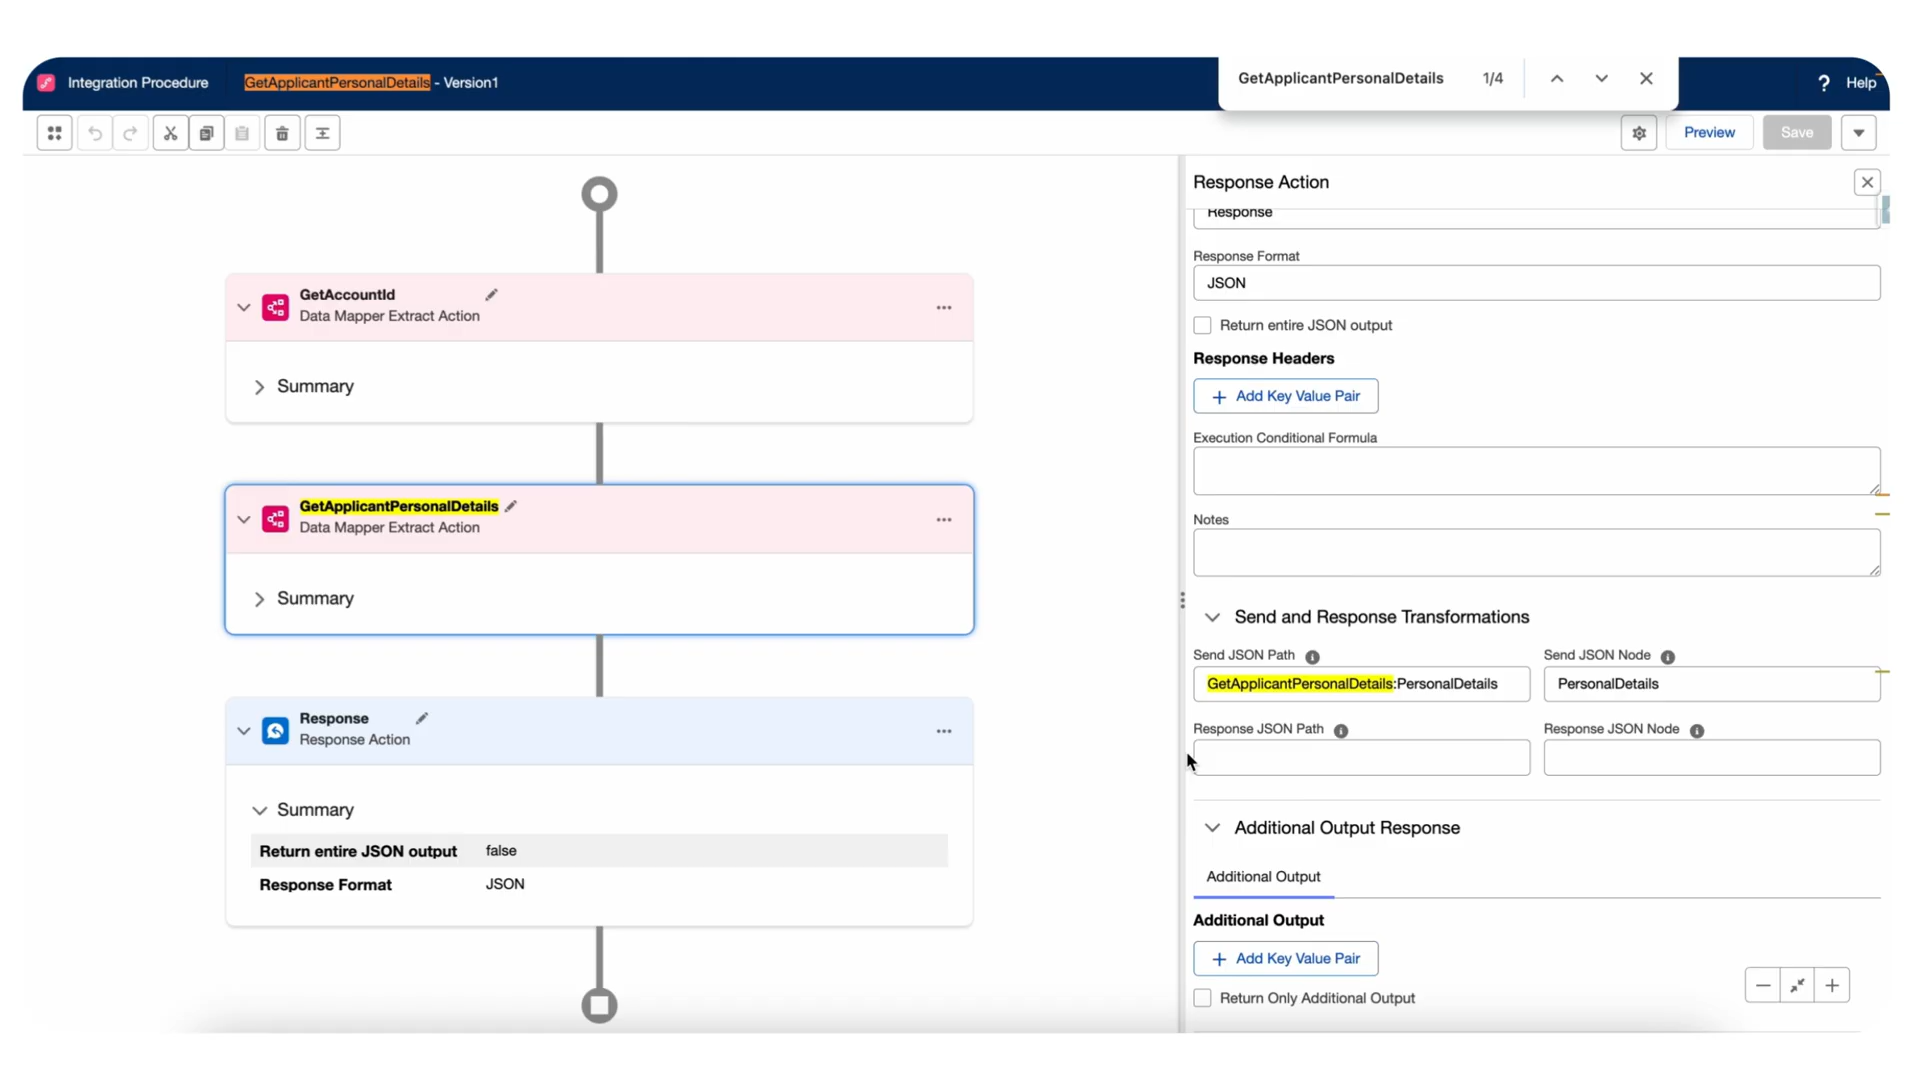 Integration Procedure
GetApplicantPersonalDetails - Version1
GetApplicantPersonalDetails
1/4
? Help
Preview
Save
GetAccountId
Data Mapper Extract Action
Summary
GetApplicantPersonalDetails
Data Mapper Extract Action
Summary
Response
Response Action
Summary
Return entire JSON output false
Response Format JSON
Response Action
Response
Response Format
JSON
Return entire JSON output
Response Headers
+ Add Key Value Pair
Execution Conditional Formula
Notes
Send and Response Transformations
Send JSON Path
Send JSON Node
GetApplicantPersonalDetails:PersonalDetails
PersonalDetails
Response JSON Path
Response JSON Node
Additional Output Response
Additional Output
Additional Output
+ Add Key Value Pair
Return Only Additional Output